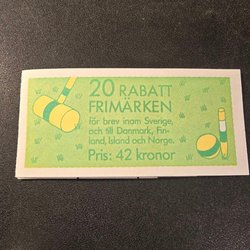 20 RABATT
FRIMÄRKEN
för brev inom Sverige,
och till Danmark, Fin-
land, Island och Norge.
Pris: 42 kronor